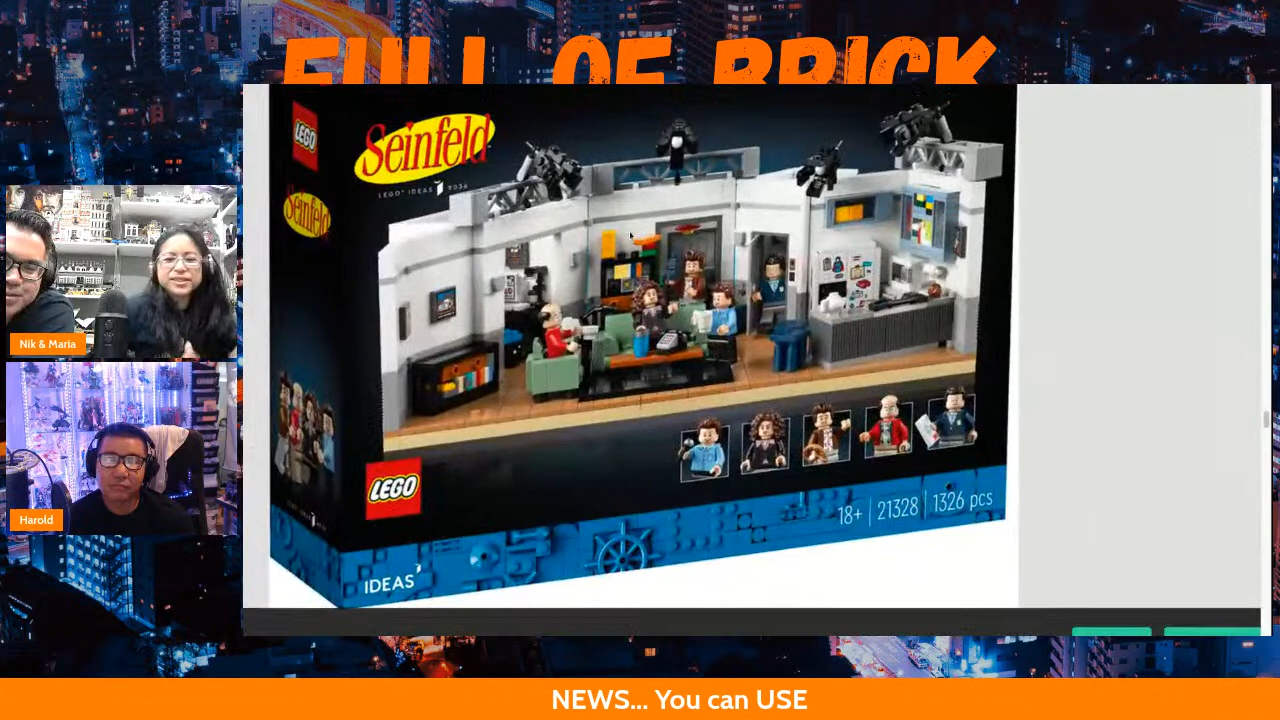 FULL OF BRICK
LEGO
Seinfeld
LEGO® IDEAS 036
Seinfeld
Nik & Maria
Harold
LEGO
18+ | 21328 | 1326 pcs
IDEAS
NEWS... You can USE